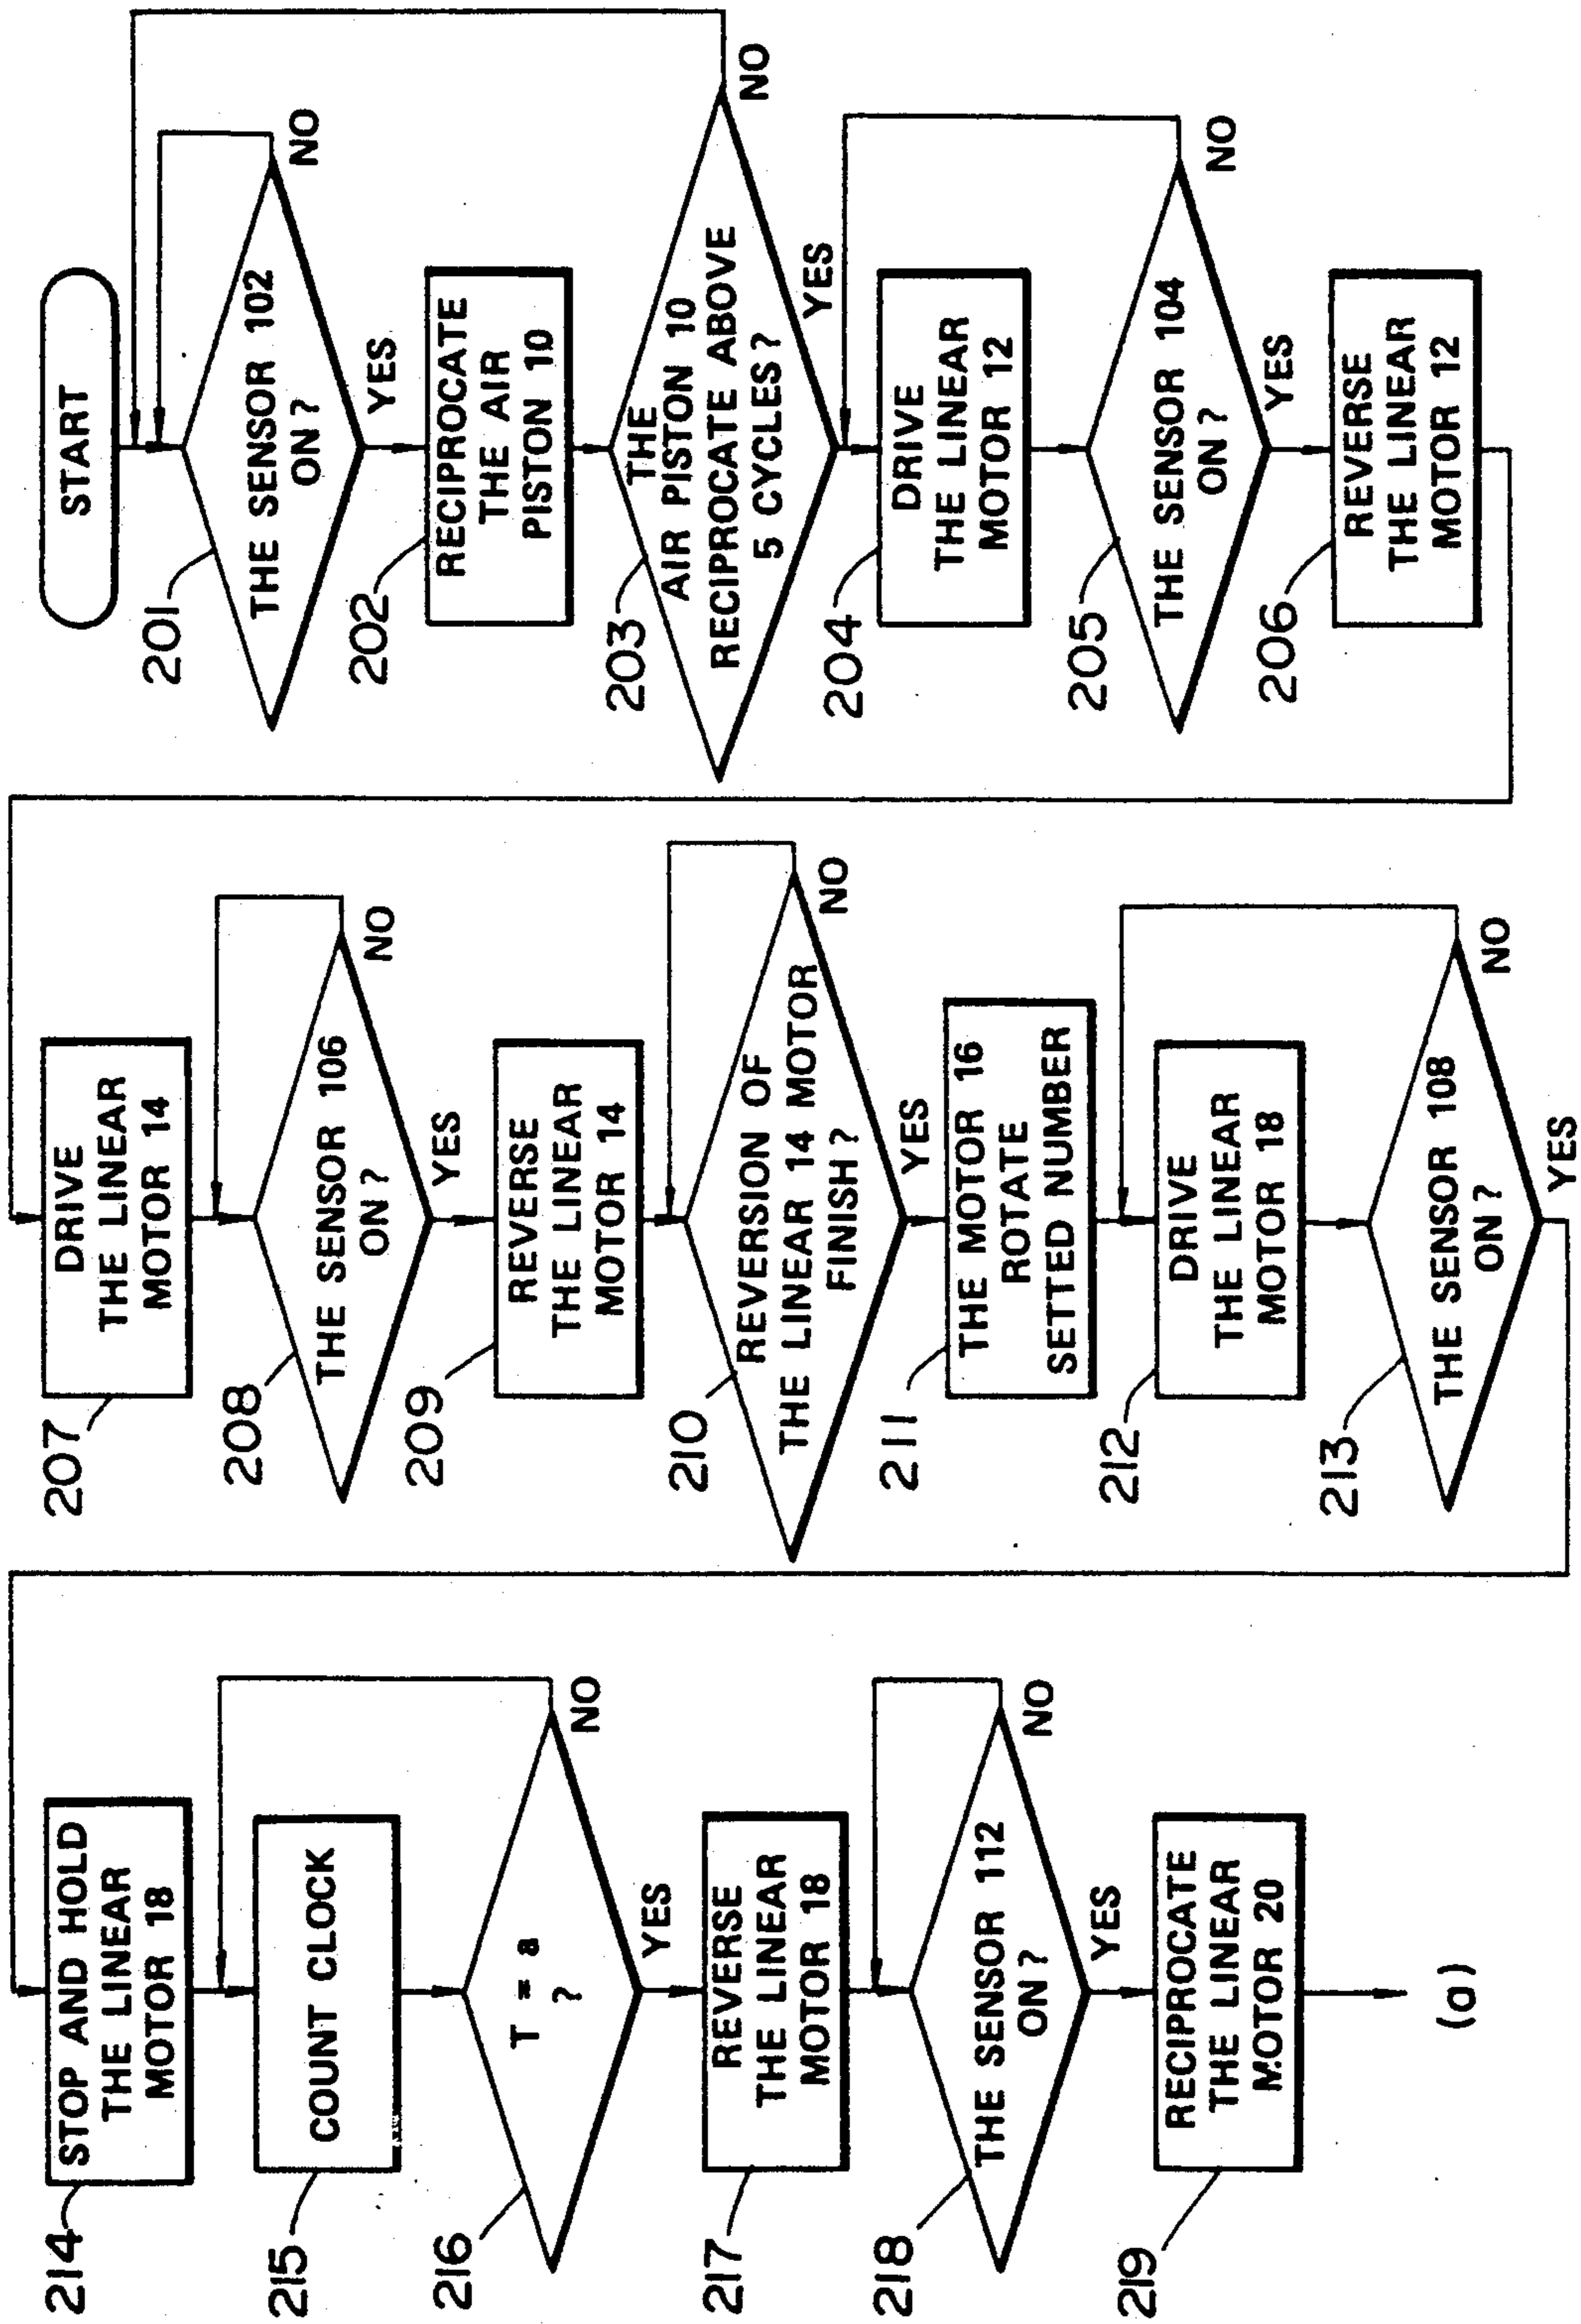 START
201
THE SENSOR 102
ON?
NO
YES
202
RECIPROCATE
THE AIR
PISTON 10
203
THE
AIR PISTON 10
RECIPROCATE ABOVE
5 CYCLES?
NO
YES
204
DRIVE
THE LINEAR
MOTOR 12
205
THE SENSOR 104
ON?
NO
YES
206
REVERSE
THE LINEAR
MOTOR 12
207
DRIVE
THE LINEAR
MOTOR 14
208
THE SENSOR 106
ON?
NO
YES
209
REVERSE
THE LINEAR
MOTOR 14
210
REVERSION OF
THE LINEAR 14 MOTOR
FINISH?
NO
YES
211
THE MOTOR 16
ROTATE
SETTED NUMBER
212
DRIVE
THE LINEAR
MOTOR 18
213
THE SENSOR 108
ON?
NO
YES
214
STOP AND HOLD
THE LINEAR
MOTOR 18
215
COUNT CLOCK
216
T = a
?
NO
YES
217
REVERSE
THE LINEAR
MOTOR 18
218
THE SENSOR 112
ON?
NO
YES
219
RECIPROCATE
THE LINEAR
MOTOR 20
(a)